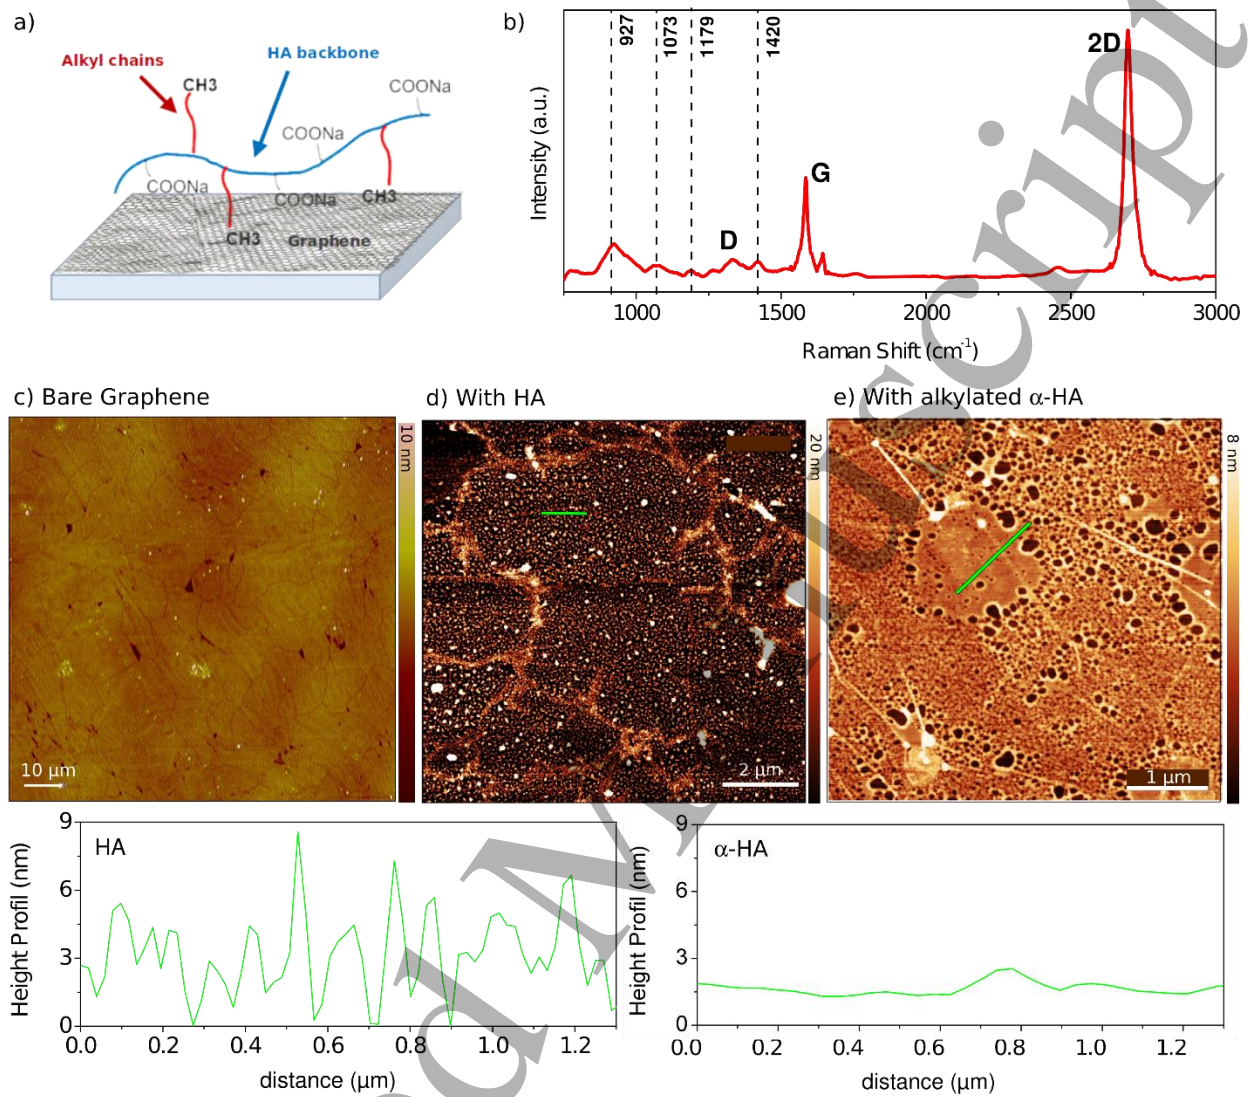 a)
Alkyl chains
HA backbone
CH3
COONa
COONa
COONa
COONa
CH3
CH3
Graphene
b)
927
1073
1179
1420
2D
G
D
Intensity (a.u.)
1000
1500
2000
2500
3000
Raman Shift (cm-1)
c) Bare Graphene
10 nm
10 µm
d) With HA
20 nm
2 µm
e) With alkylated α-HA
8 nm
1 µm
HA
Height Profil (nm)
9
6
3
0
0.0
0.2
0.4
0.6
0.8
1.0
1.2
distance (µm)
α-HA
Height Profil (nm)
9
6
3
0
0.0
0.2
0.4
0.6
0.8
1.0
1.2
distance (µm)